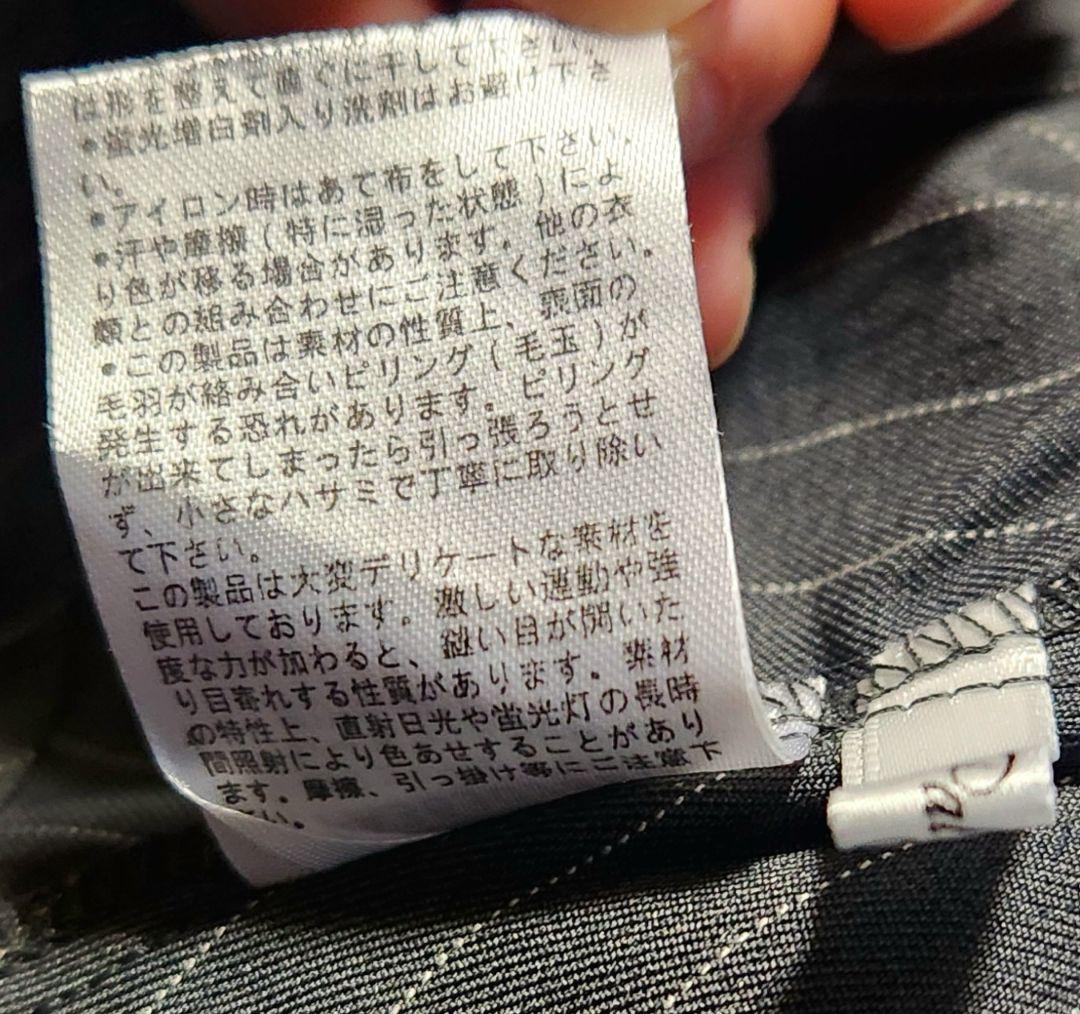 は形を整えて直ぐに干して下さい.
•蛍光増白剤入り洗剤はお避け下さ
い。
•アイロン時はあて布をして下さい.
•汗や摩擦(特に湿った状態)によ
り色が移る場合があります。他の衣
類との組み合わせにご注意ください。
•この製品は素材の性質上、表面の
毛羽が絡み合いピリング(毛玉)が
発生する恐れがあります。ピリング
が出来てしまったら引っ張ろうとせ
ず、小さなハサミで丁寧に取り除い
て下さい。
この製品は大変デリケートな素材を
使用しております。激しい運動や強
度な力が加わると、縫い目が開いた
り目寄れする性質があります。素材
の特性上、直射日光や蛍光灯の長時
間照射により色あせすることがあり
ます。摩擦、引っ掛け等にご注意下
さい。